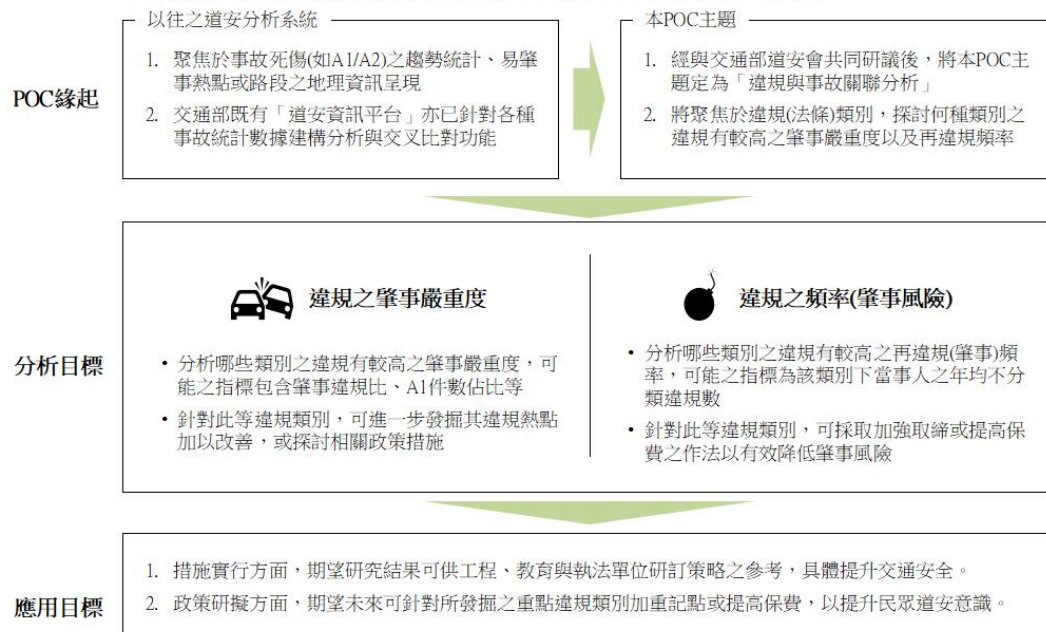 以往之道安分析系統
本POC主題
POC緣起
1. 聚焦於事故死傷(如A1/A2)之趨勢統計、易肇
事熱點或路段之地理資訊呈現
2. 交通部既有「道安資訊平台」亦已針對各種
事故統計數據建構分析與交叉比對功能
1. 經與交通部道安會共同研議後，將本POC主
題定為「違規與事故關聯分析」
2. 將聚焦於違規(法條)類別，探討何種類別之
違規有較高之肇事嚴重度以及再違規頻率
分析目標
違規之肇事嚴重度
• 分析哪些類別之違規有較高之肇事嚴重度，可
能之指標包含肇事違規比、A1件數佔比等
• 針對此等違規類別，可進一步發掘其違規熱點
加以改善，或探討相關政策措施
違規之頻率(肇事風險)
• 分析哪些類別之違規有較高之再違規(肇事)頻
率，可能之指標為該類別下當事人之年均不分
類違規數
• 針對此等違規類別，可採取加強取締或提高保
費之作法以有效降低肇事風險
應用目標
1. 措施實行方面，期望研究結果可供工程、教育與執法單位研訂策略之參考，具體提升交通安全。
2. 政策研擬方面，期望未來可針對所發掘之重點違規類別加重記點或提高保費，以提升民眾道安意識。